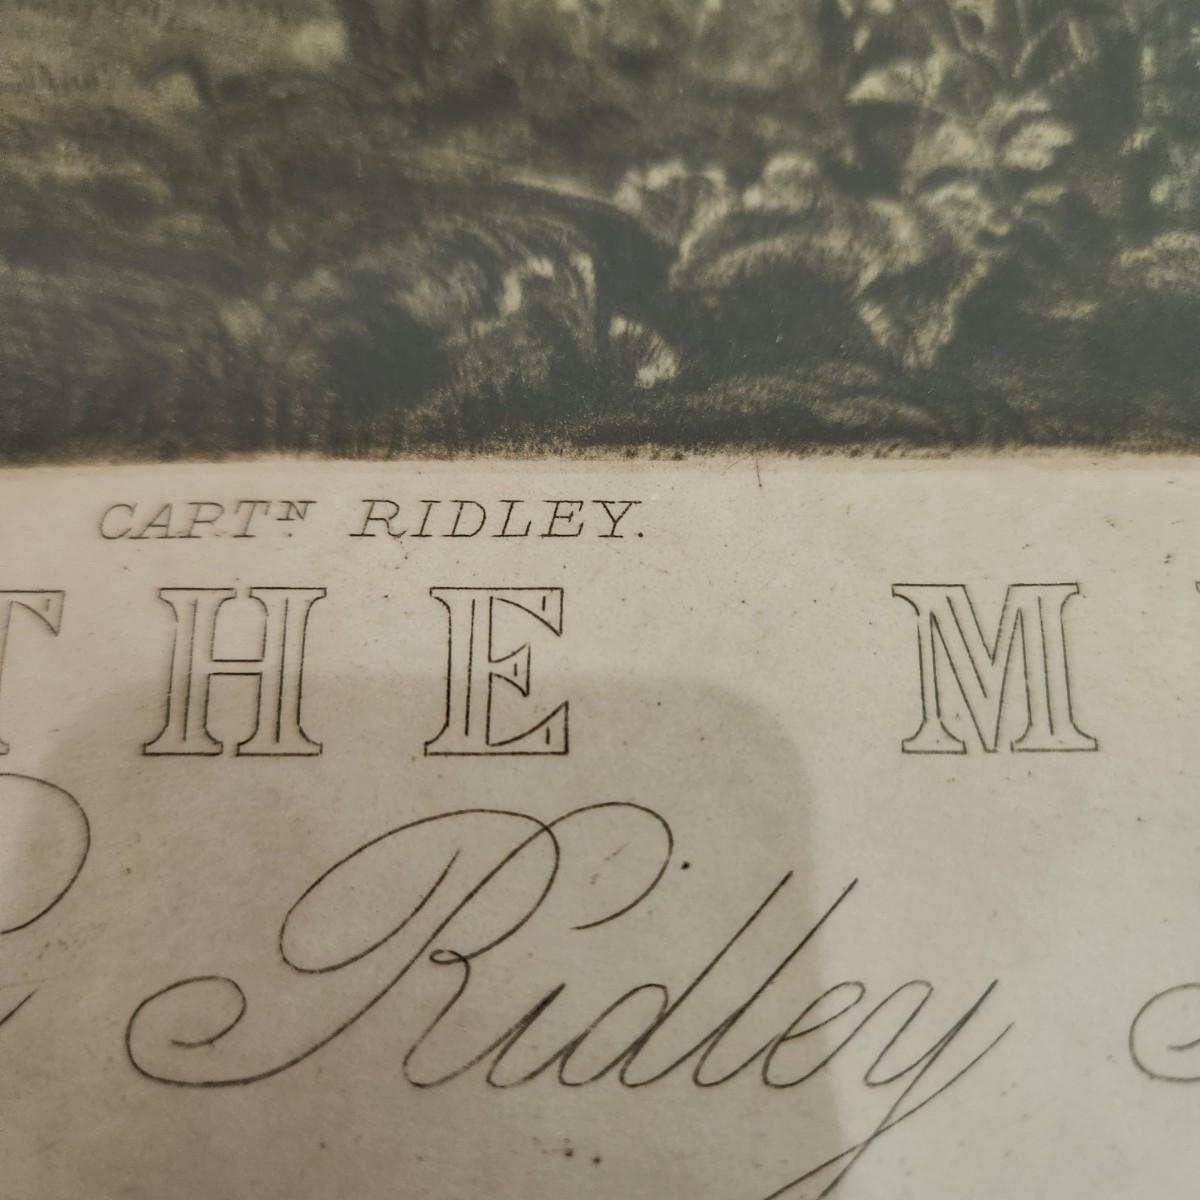 CAPTᴺ. RIDLEY.
THE M
Ridley